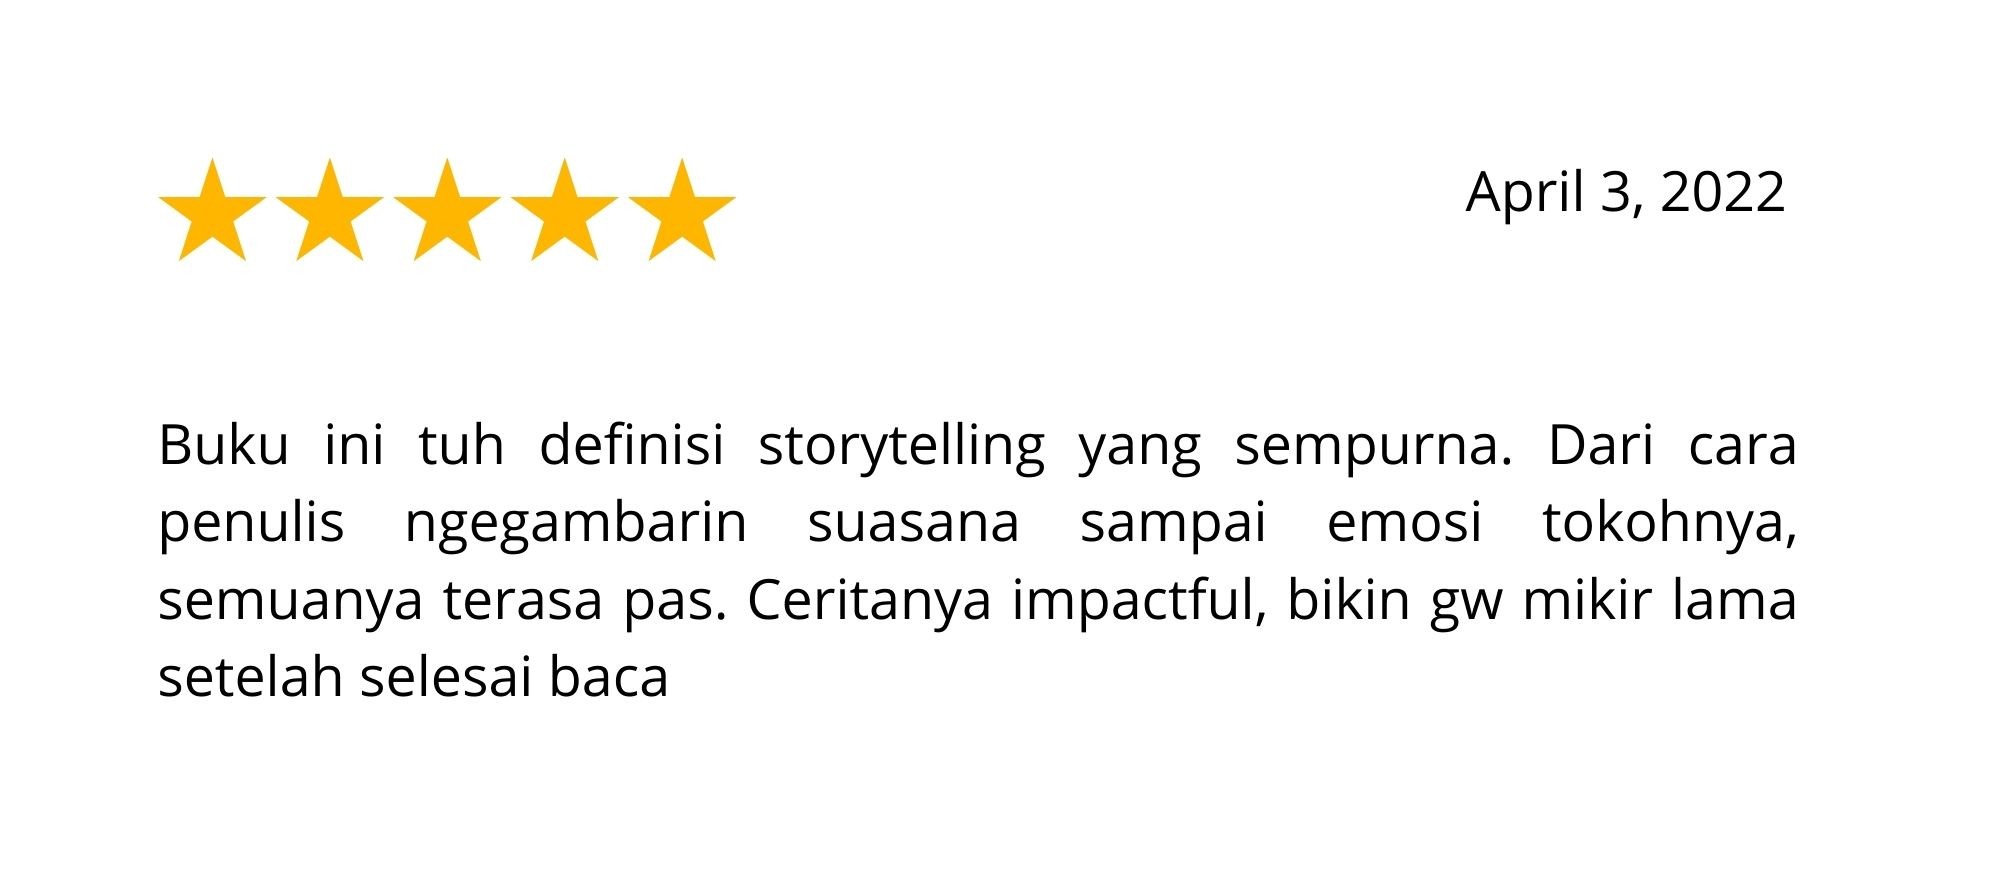 April 3, 2022
Buku ini tuh definisi storytelling yang sempurna. Dari cara
penulis ngegambarin suasana sampai emosi tokohnya,
semuanya terasa pas. Ceritanya impactful, bikin gw mikir lama
setelah selesai baca